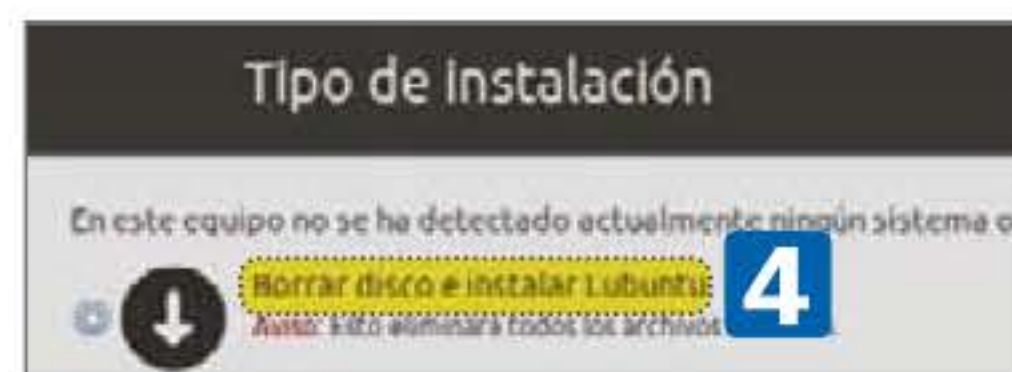 Tipo de instalación
En este equipo no se ha detectado actualmente ningún sistema o
Borrar disco e instalar Lubuntu
4
Aviso: Esto eliminará todos los archivos